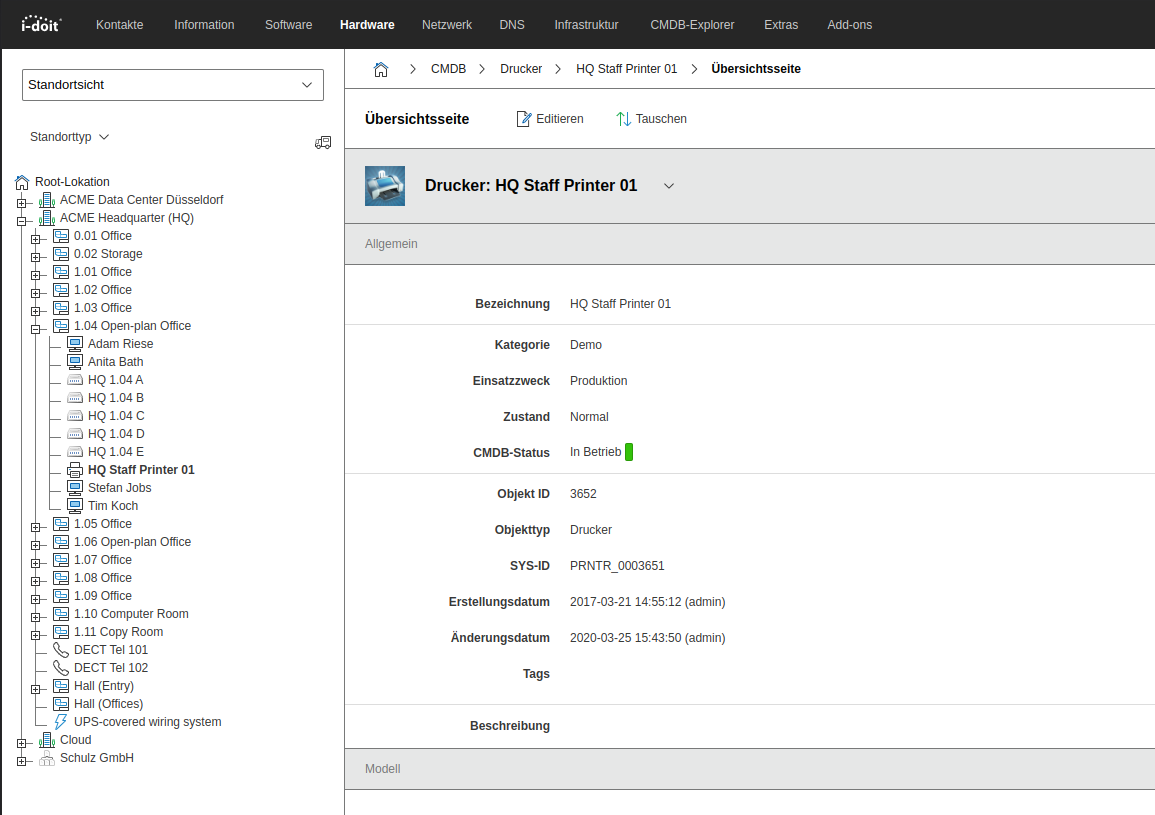 i-doit Kontakte Information Software Hardware Netzwerk DNS Infrastruktur CMDB-Explorer Extras Add-ons
Standortsicht
Standorttyp
Root-Lokation
ACME Data Center Düsseldorf
ACME Headquarter (HQ)
0.01 Office
0.02 Storage
1.01 Office
1.02 Office
1.03 Office
1.04 Open-plan Office
Adam Riese
Anita Bath
HQ 1.04 A
HQ 1.04 B
HQ 1.04 C
HQ 1.04 D
HQ 1.04 E
HQ Staff Printer 01
Stefan Jobs
Tim Koch
1.05 Office
1.06 Open-plan Office
1.07 Office
1.08 Office
1.09 Office
1.10 Computer Room
1.11 Copy Room
DECT Tel 101
DECT Tel 102
Hall (Entry)
Hall (Offices)
UPS-covered wiring system
Cloud
Schulz GmbH
CMDB Drucker HQ Staff Printer 01 Übersichtsseite
Übersichtsseite Editieren Tauschen
Drucker: HQ Staff Printer 01
Allgemein
Bezeichnung HQ Staff Printer 01
Kategorie Demo
Einsatzzweck Produktion
Zustand Normal
CMDB-Status In Betrieb
Objekt ID 3652
Objekttyp Drucker
SYS-ID PRNTR_0003651
Erstellungsdatum 2017-03-21 14:55:12 (admin)
Änderungsdatum 2020-03-25 15:43:50 (admin)
Tags
Beschreibung
Modell